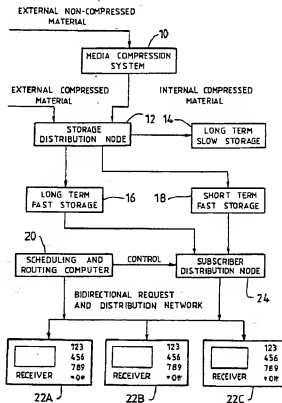 EXTERNAL NON-COMPRESSED
MATERIAL
10
MEDIA COMPRESSION
SYSTEM
EXTERNAL COMPRESSED
MATERIAL
INTERNAL COMPRESSED
MATERIAL
12
14
STORAGE
DISTRIBUTION NODE
LONG TERM
SLOW STORAGE
LONG TERM
FAST STORAGE
16
18
SHORT TERM
FAST STORAGE
20
SCHEDULING AND
ROUTING COMPUTER
CONTROL
SUBSCRIBER
DISTRIBUTION NODE
24
BIDIRECTIONAL REQUEST
AND DISTRIBUTION NETWORK
RECEIVER
123
456
789
*0#
22A
RECEIVER
123
456
789
*0#
22B
RECEIVER
123
456
789
*0#
22C